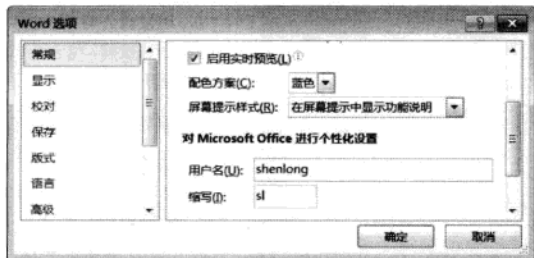 Word 选项
常规
显示
校对
保存
版式
语言
高级
启用实时预览(L)
配色方案(C): 蓝色
屏幕提示样式(R): 在屏幕提示中显示功能说明
对 Microsoft Office 进行个性化设置
用户名(U): shenlong
缩写(I): sl
确定 取消